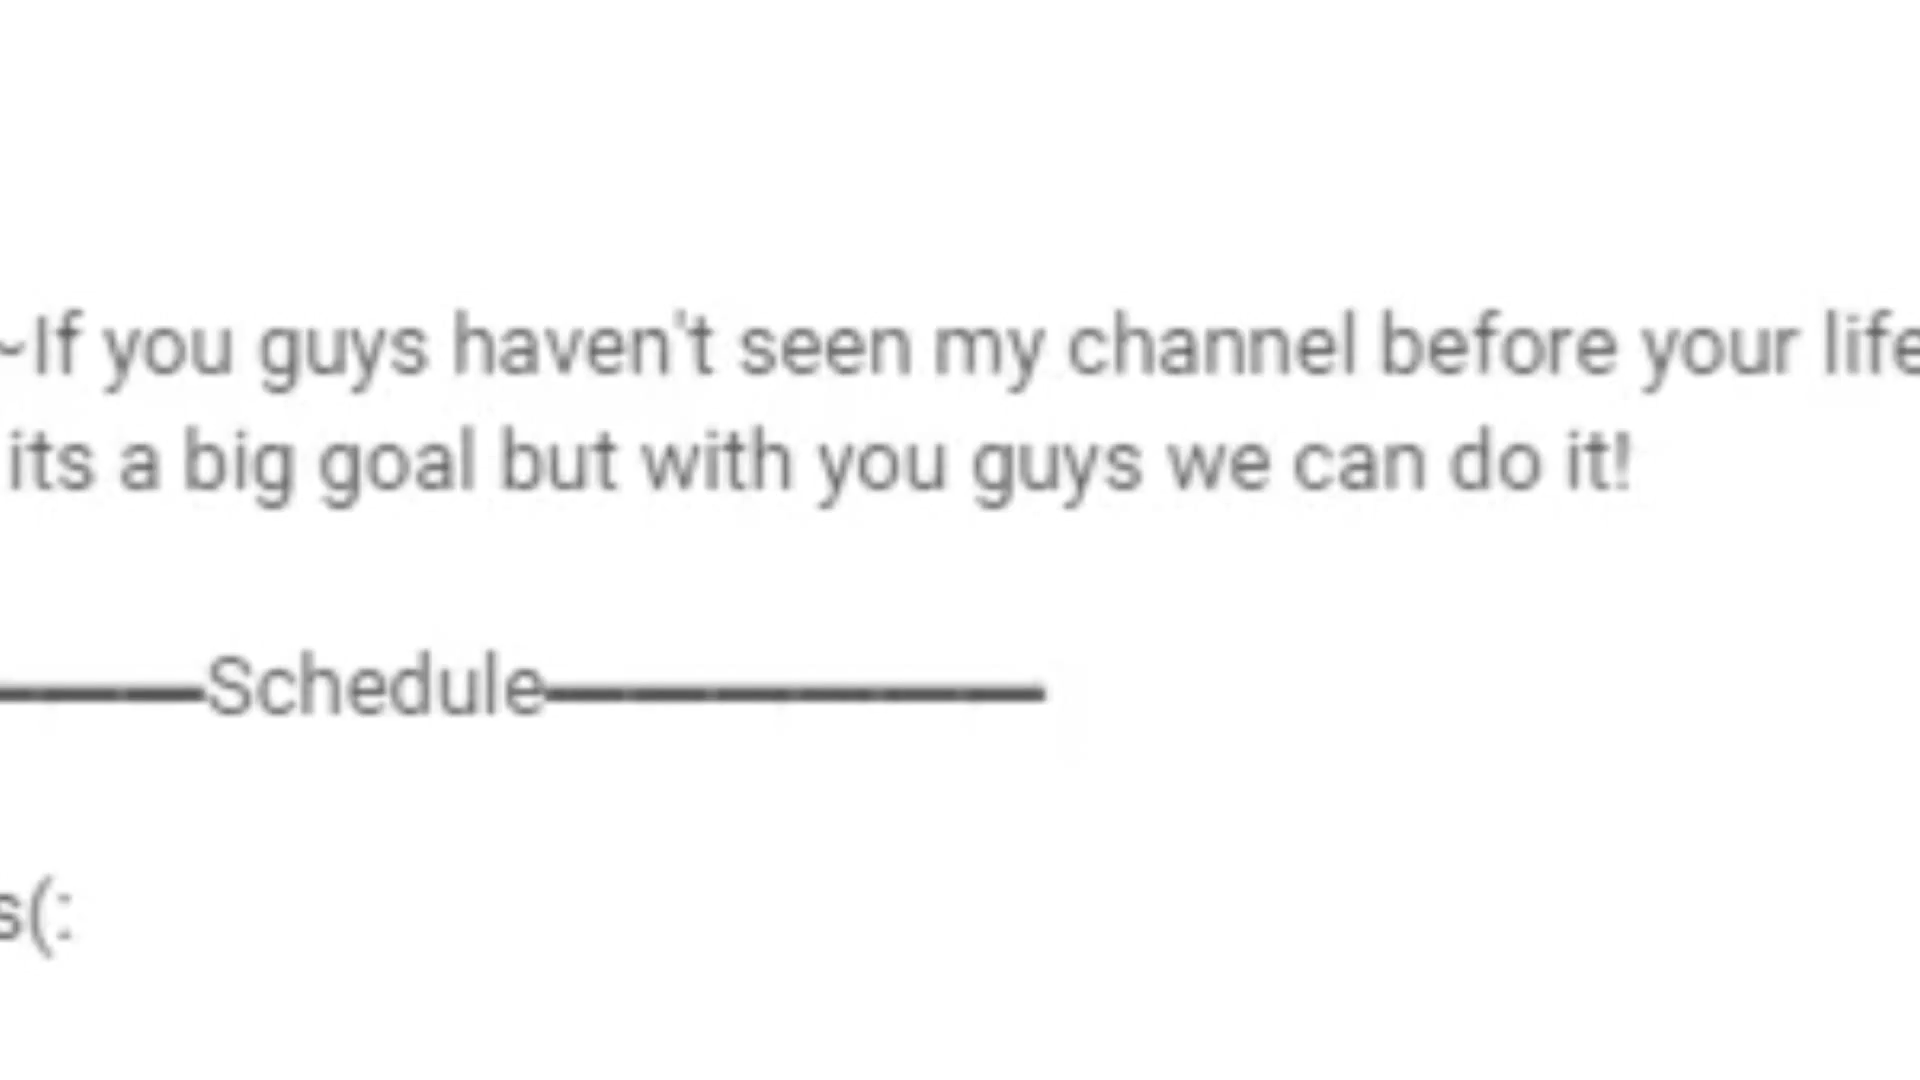 ~If you guys haven't seen my channel before your life
its a big goal but with you guys we can do it!
———Schedule——————
s(: